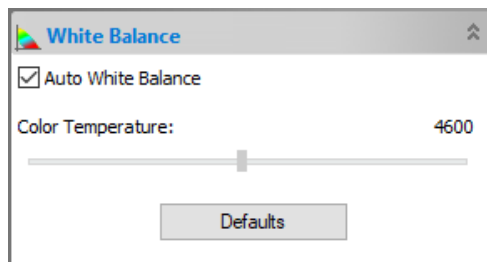 White Balance
Auto White Balance
Color Temperature: 4600
Defaults